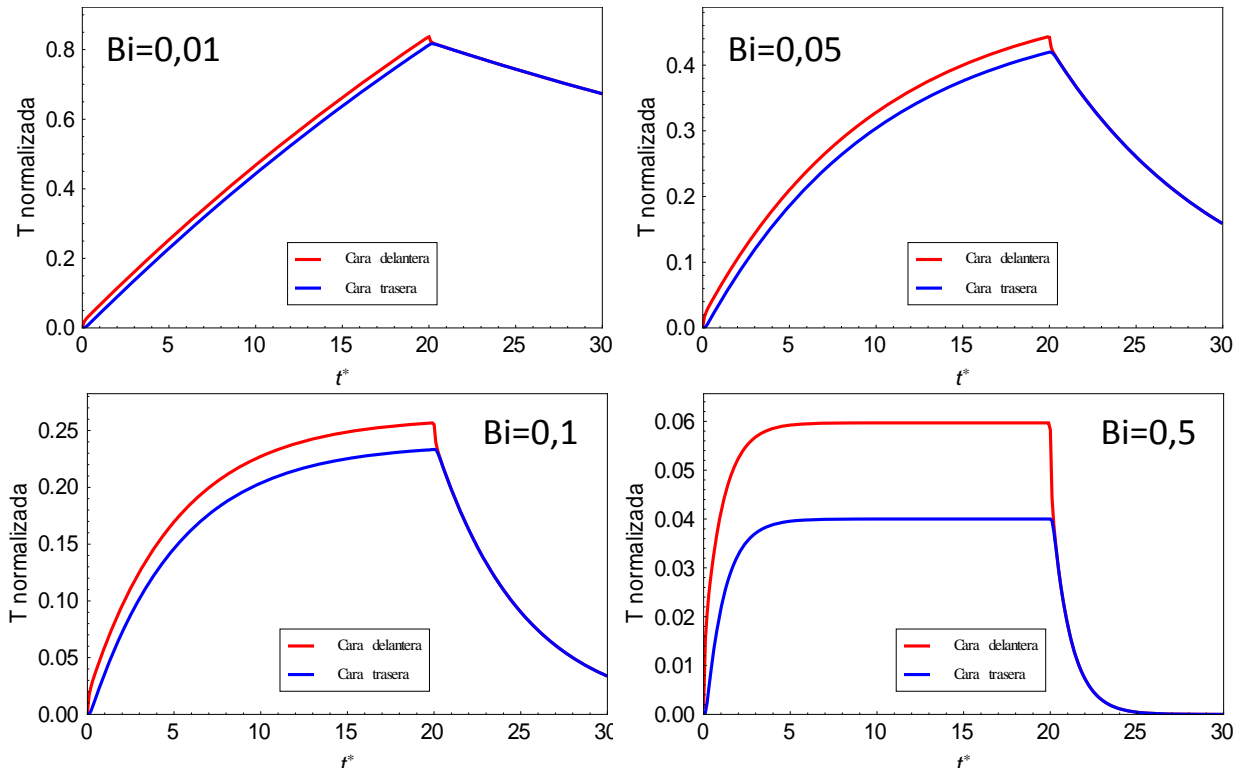 Bi=0,01
T normalizada
0.8
0.6
0.4
0.2
0.0
Cara delantera
Cara trasera
0 5 10 15 20 25 30
t*
Bi=0,05
T normalizada
0.4
0.3
0.2
0.1
0.0
Cara delantera
Cara trasera
0 5 10 15 20 25 30
t*
Bi=0,1
T normalizada
0.25
0.20
0.15
0.10
0.05
0.00
Cara delantera
Cara trasera
0 5 10 15 20 25 30
t*
Bi=0,5
T normalizada
0.06
0.05
0.04
0.03
0.02
0.01
0.00
Cara delantera
Cara trasera
0 5 10 15 20 25 30
t*